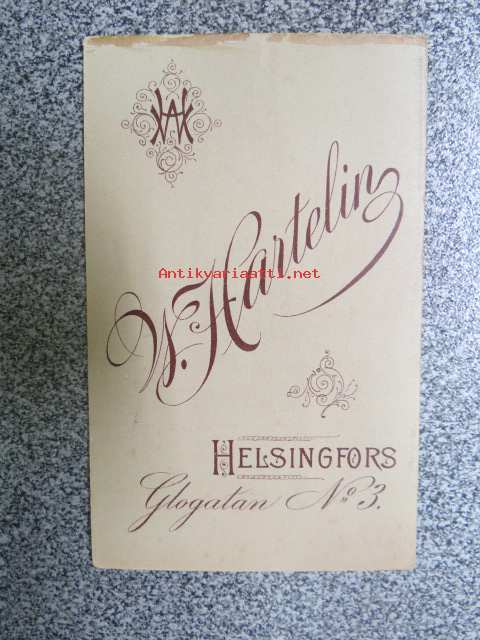 W. Hartelin
Antikvariaatti.net
HELSINGFORS
Glogatan No 3.